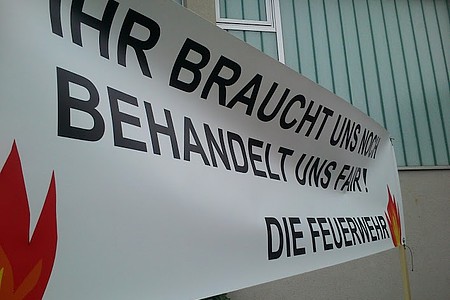 IHR BRAUCHT UNS NOCH
BEHANDELT UNS FAIR!
DIE FEUERWEHR